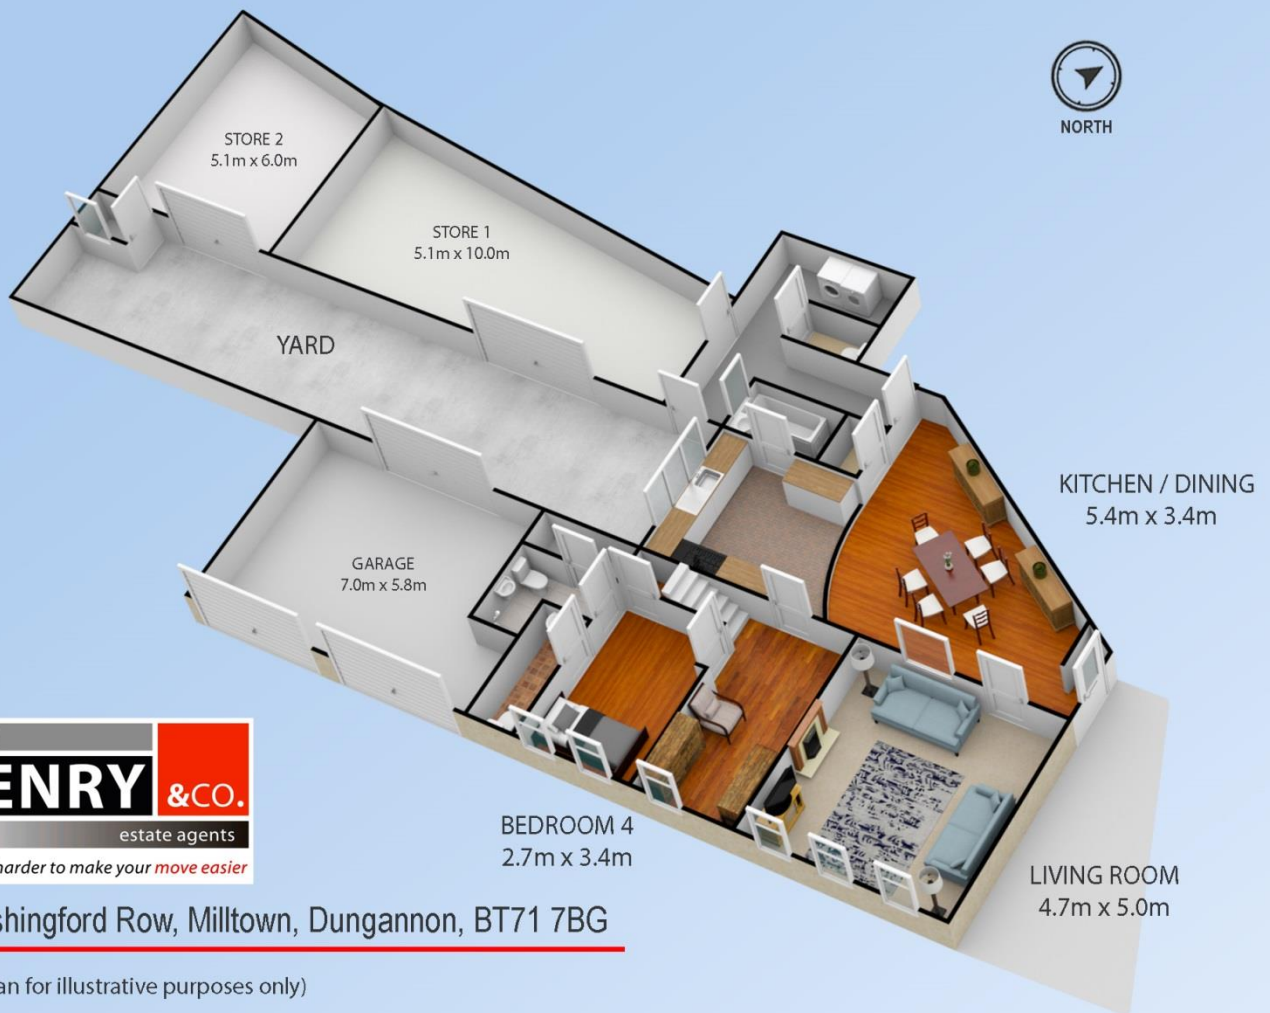 NORTH
STORE 2
5.1m x 6.0m
STORE 1
5.1m x 10.0m
YARD
KITCHEN / DINING
5.4m x 3.4m
GARAGE
7.0m x 5.8m
BEDROOM 4
2.7m x 3.4m
LIVING ROOM
4.7m x 5.0m
ENRY &CO.
estate agents
harder to make your move easier
shingford Row, Milltown, Dungannon, BT71 7BG
an for illustrative purposes only)